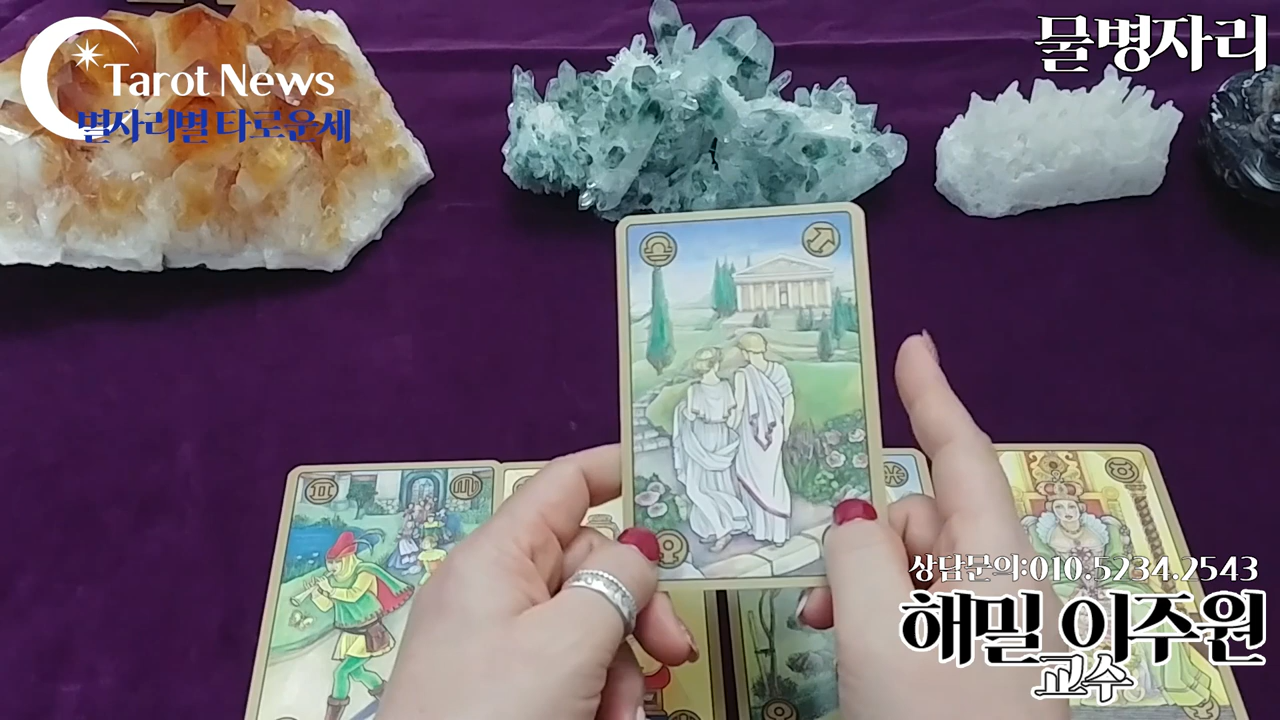 Tarot News
별자리별 타로운세
물병자리
상담문의:010.5234.2543
해밀 이주원
교수